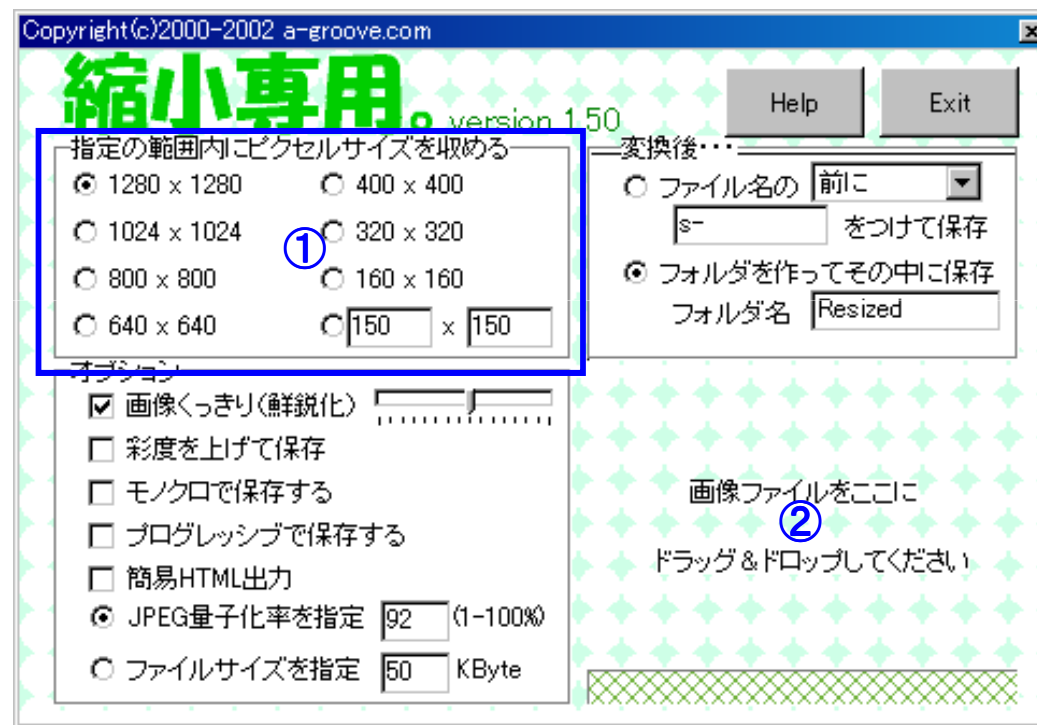 Copyright(c)2000-2002 a-groove.com
縮小専用。version 1.50
Help
Exit
指定の範囲内にピクセルサイズを収める
1280 x 1280
400 x 400
1024 x 1024
①
320 x 320
800 x 800
160 x 160
640 x 640
150 x 150
変換後・・・
ファイル名の 前に
s- をつけて保存
フォルダを作ってその中に保存
フォルダ名 Resized
オプション
画像くっきり(鮮鋭化)
彩度を上げて保存
モノクロで保存する
プログレッシブで保存する
簡易HTML出力
JPEG量子化率を指定 92 (1-100%)
ファイルサイズを指定 50 KByte
画像ファイルをここに
②
ドラッグ&ドロップしてください